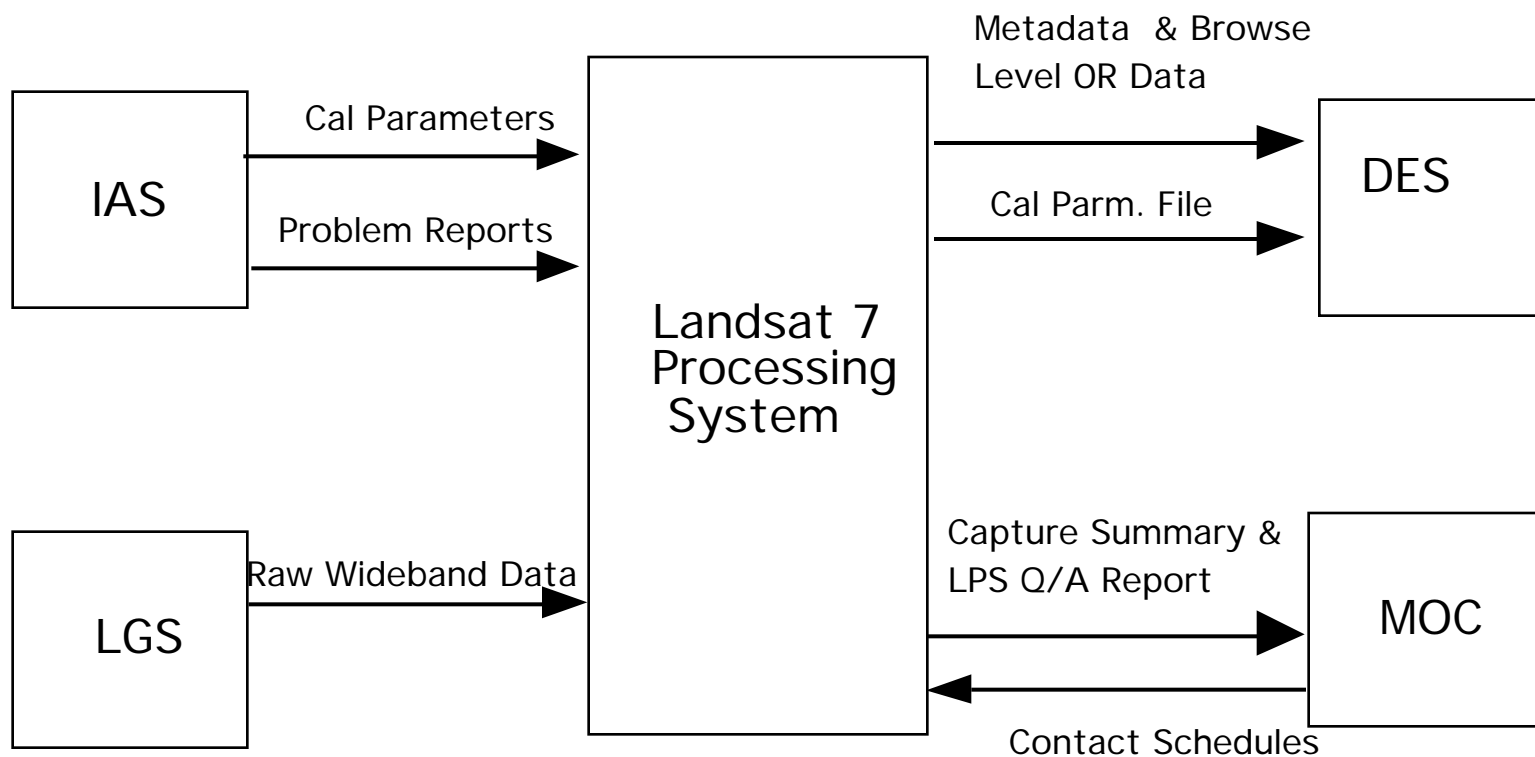 Metadata & Browse
Level 0R Data
Cal Parameters
IAS
Problem Reports
DES
Cal Parm. File
Landsat 7
Processing
System
Capture Summary &
LPS Q/A Report
Raw Wideband Data
LGS
MOC
Contact Schedules